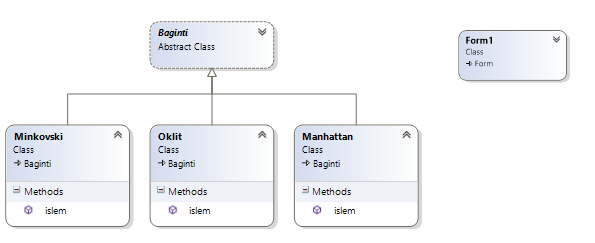 Baginti
Abstract Class
Form1
Class
Form
Minkovski
Class
Baginti
Methods
islem
Oklit
Class
Baginti
Methods
islem
Manhattan
Class
Baginti
Methods
islem